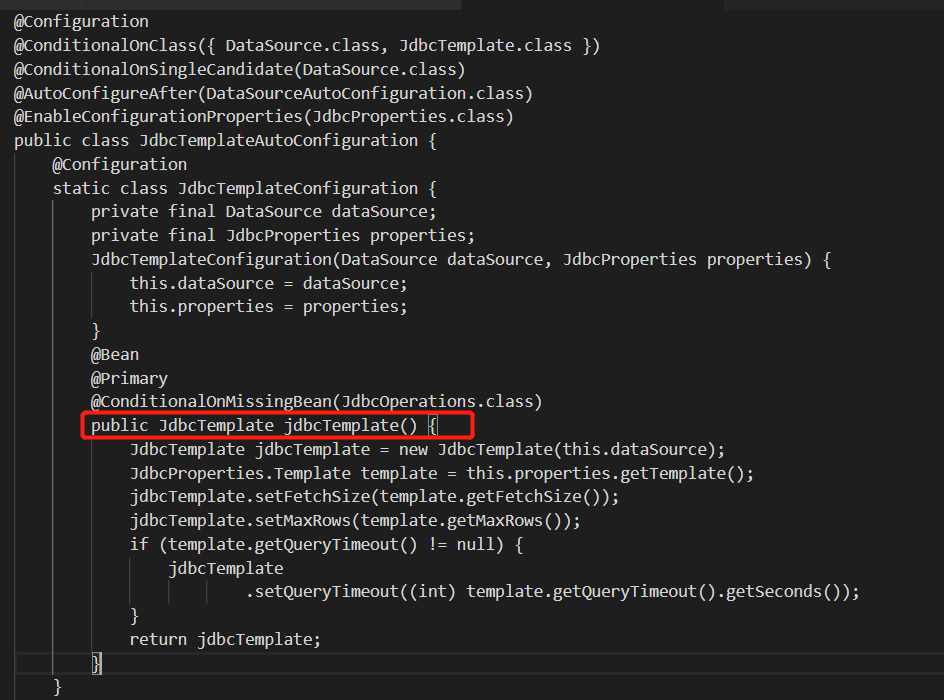 @Configuration
@ConditionalOnClass({ DataSource.class, JdbcTemplate.class })
@ConditionalOnSingleCandidate(DataSource.class)
@AutoConfigureAfter(DataSourceAutoConfiguration.class)
@EnableConfigurationProperties(JdbcProperties.class)
public class JdbcTemplateAutoConfiguration {
    @Configuration
    static class JdbcTemplateConfiguration {
        private final DataSource dataSource;
        private final JdbcProperties properties;
        JdbcTemplateConfiguration(DataSource dataSource, JdbcProperties properties) {
            this.dataSource = dataSource;
            this.properties = properties;
        }
        @Bean
        @Primary
        @ConditionalOnMissingBean(JdbcOperations.class)
        public JdbcTemplate jdbcTemplate() {
            JdbcTemplate jdbcTemplate = new JdbcTemplate(this.dataSource);
            JdbcProperties.Template template = this.properties.getTemplate();
            jdbcTemplate.setFetchSize(template.getFetchSize());
            jdbcTemplate.setMaxRows(template.getMaxRows());
            if (template.getQueryTimeout() != null) {
                jdbcTemplate
                        .setQueryTimeout((int) template.getQueryTimeout().getSeconds());
            }
            return jdbcTemplate;
        }
    }